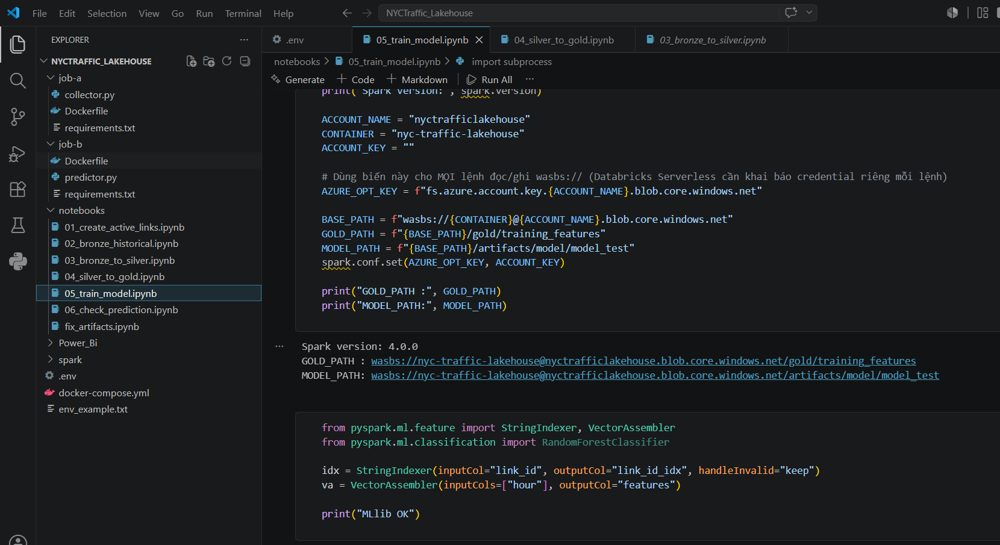 File Edit Selection View Go Run Terminal Help
NYCTraffic_Lakehouse
EXPLORER
NYCTRAFFIC_LAKEHOUSE
job-a
collector.py
Dockerfile
requirements.txt
job-b
Dockerfile
predictor.py
requirements.txt
notebooks
01_create_active_links.ipynb
02_bronze_historical.ipynb
03_bronze_to_silver.ipynb
04_silver_to_gold.ipynb
05_train_model.ipynb
06_check_prediction.ipynb
fix_artifacts.ipynb
Power_Bi
spark
.env
docker-compose.yml
env_example.txt
.env
05_train_model.ipynb
04_silver_to_gold.ipynb
03_bronze_to_silver.ipynb
notebooks > 05_train_model.ipynb > import subprocess
Generate + Code + Markdown Run All ...
print("Spark version:", spark.version)
ACCOUNT_NAME = "nyctrafficlakehouse"
CONTAINER = "nyc-traffic-lakehouse"
ACCOUNT_KEY = ""
# Dùng biến này cho MỌI lệnh đọc/ghi wasbs:// (Databricks Serverless cần khai báo credential riêng mỗi lệnh)
AZURE_OPT_KEY = f"fs.azure.account.key.{ACCOUNT_NAME}.blob.core.windows.net"
BASE_PATH = f"wasbs://{CONTAINER}@{ACCOUNT_NAME}.blob.core.windows.net"
GOLD_PATH = f"{BASE_PATH}/gold/training_features"
MODEL_PATH = f"{BASE_PATH}/artifacts/model/model_test"
spark.conf.set(AZURE_OPT_KEY, ACCOUNT_KEY)
print("GOLD_PATH :", GOLD_PATH)
print("MODEL_PATH:", MODEL_PATH)
Spark version: 4.0.0
GOLD_PATH : wasbs://nyc-traffic-lakehouse@nyctrafficlakehouse.blob.core.windows.net/gold/training_features
MODEL_PATH: wasbs://nyc-traffic-lakehouse@nyctrafficlakehouse.blob.core.windows.net/artifacts/model/model_test
from pyspark.ml.feature import StringIndexer, VectorAssembler
from pyspark.ml.classification import RandomForestClassifier
idx = StringIndexer(inputCol="link_id", outputCol="link_id_idx", handleInvalid="keep")
va = VectorAssembler(inputCols=["hour"], outputCol="features")
print("MLlib OK")